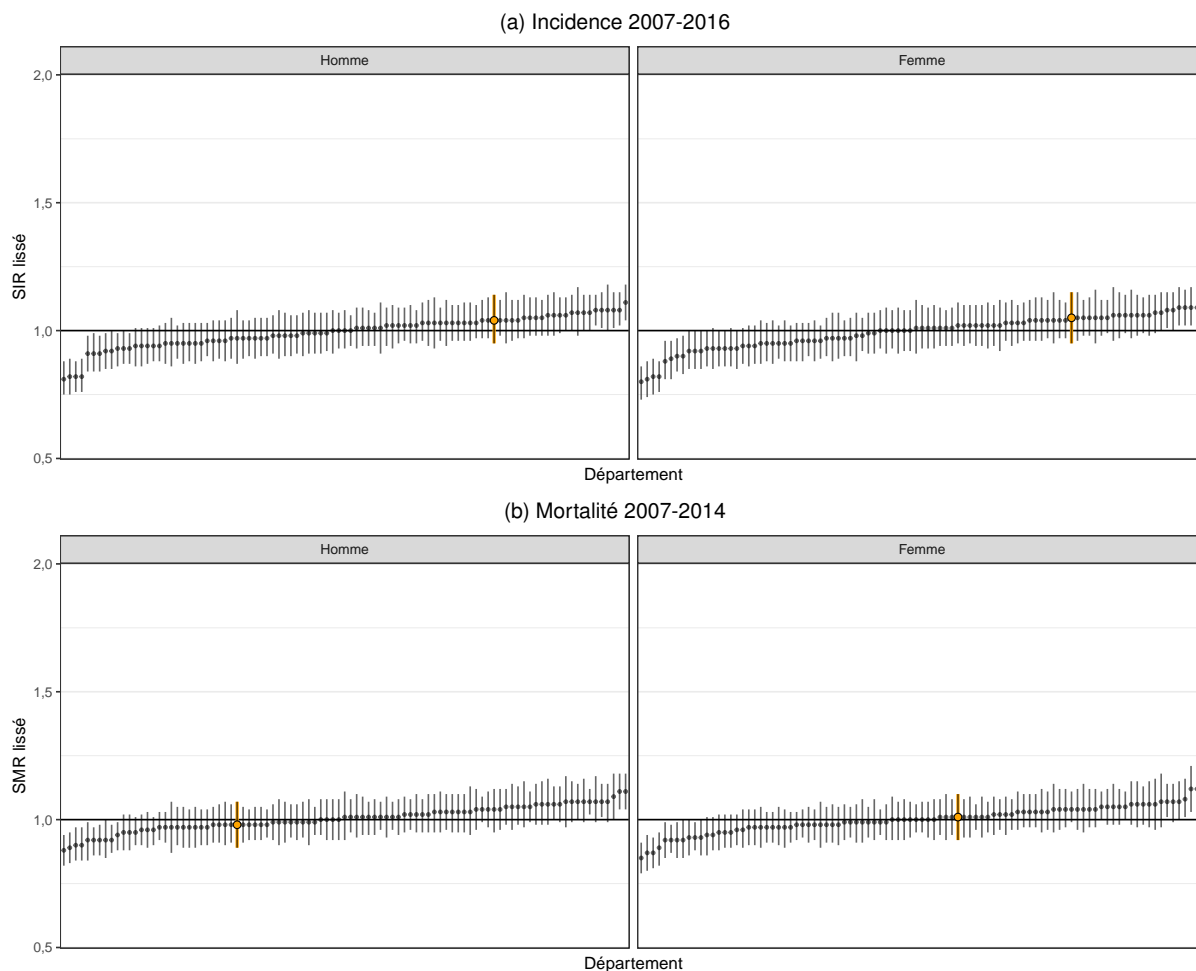 (a) Incidence 2007-2016
Homme
Femme
2,0
1,5
1,0
0,5
SIR lissé
Département
(b) Mortalité 2007-2014
Homme
Femme
2,0
1,5
1,0
0,5
SMR lissé
Département